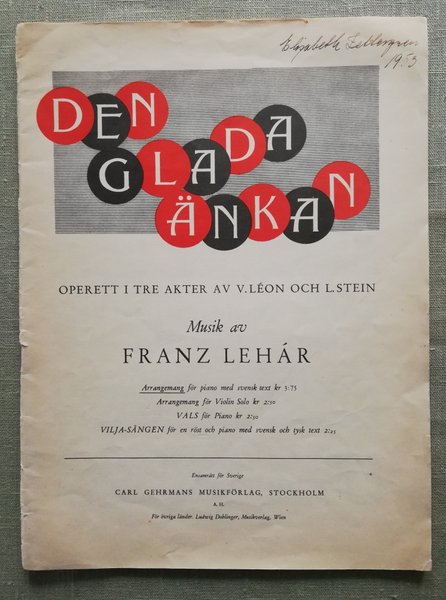 Elisabeth
1953
DEN
GLADA
ÄNKAN
OPERETT I TRE AKTER AV V.LÉON OCH L.STEIN
Musik av
FRANZ LEHÁR
Arrangemang för piano med svensk text kr 3:75
Arrangemang för Violin Solo kr 2:50
VALS för Piano kr 2:50
VILJA-SÅNGEN för en röst och piano med svensk och tysk text 2:25
Ensamrätt för Sverige
CARL GEHRMANS MUSIKFÖRLAG, STOCKHOLM
A. H.
För övriga länder: Ludwig Doblinger, Musikverlag, Wien